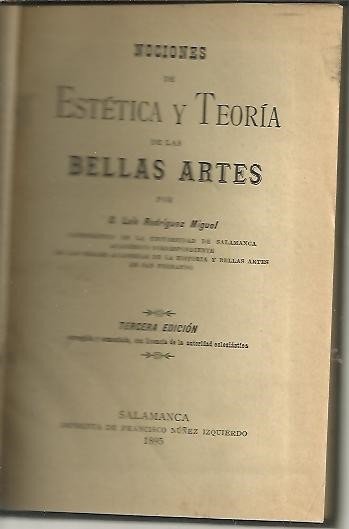 NOCIONES
DE
ESTÉTICA Y TEORÍA
DE LAS
BELLAS ARTES
POR
D. Luis Rodríguez Miguel
CATEDRÁTICO DE LA UNIVERSIDAD DE SALAMANCA
ACADÉMICO CORRESPONDIENTE
DE LAS REALES ACADEMIAS DE LA HISTORIA Y BELLAS ARTES
DE SAN FERNANDO
TERCERA EDICIÓN
corregida y aumentada, con licencia de la autoridad eclesiástica
SALAMANCA
IMPRENTA DE FRANCISCO NÚÑEZ IZQUIERDO
1895